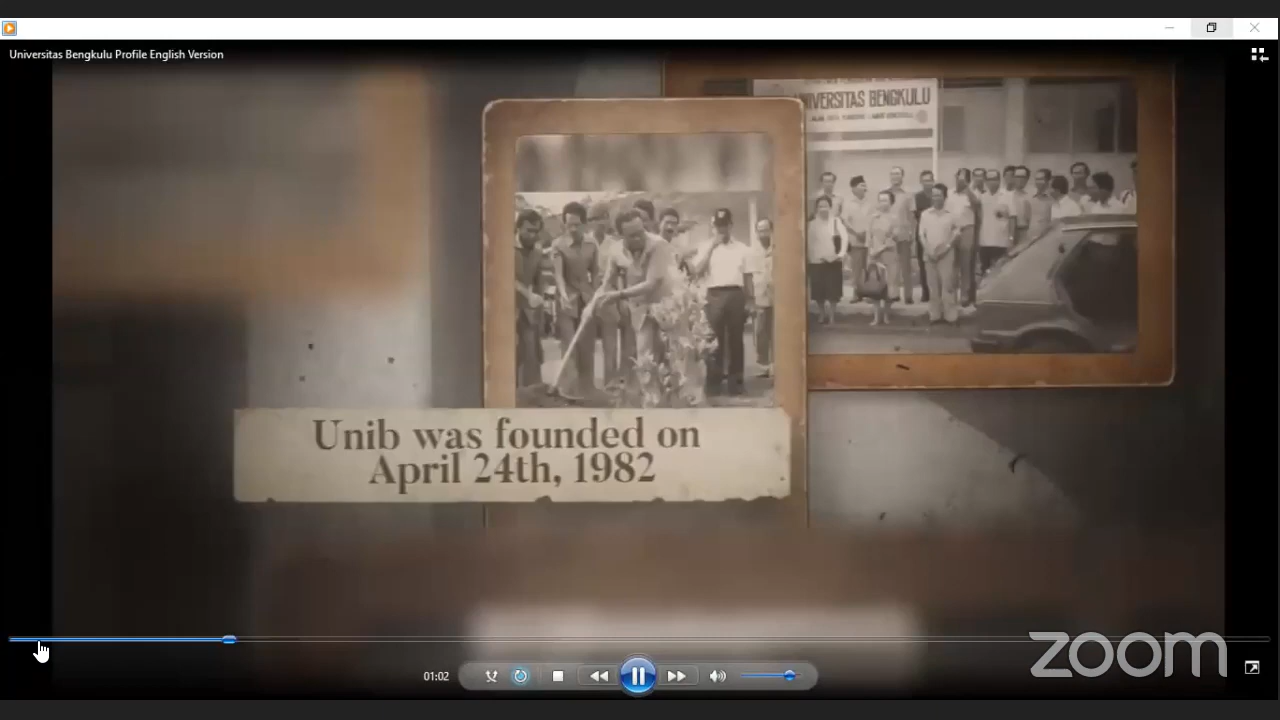 Universitas Bengkulu Profile English Version
UNIVERSITAS BENGKULU
Unib was founded on
April 24th, 1982
01:02
zoom